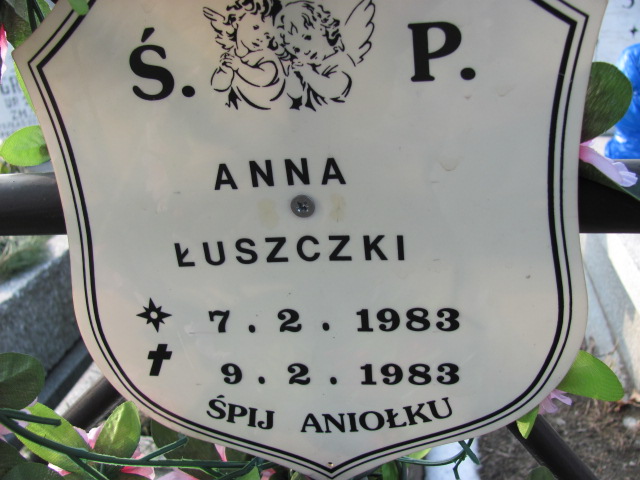 Ś. P.
ANNA
ŁUSZCZKI
7.2.1983
9.2.1983
ŚPIJ ANIOŁKU